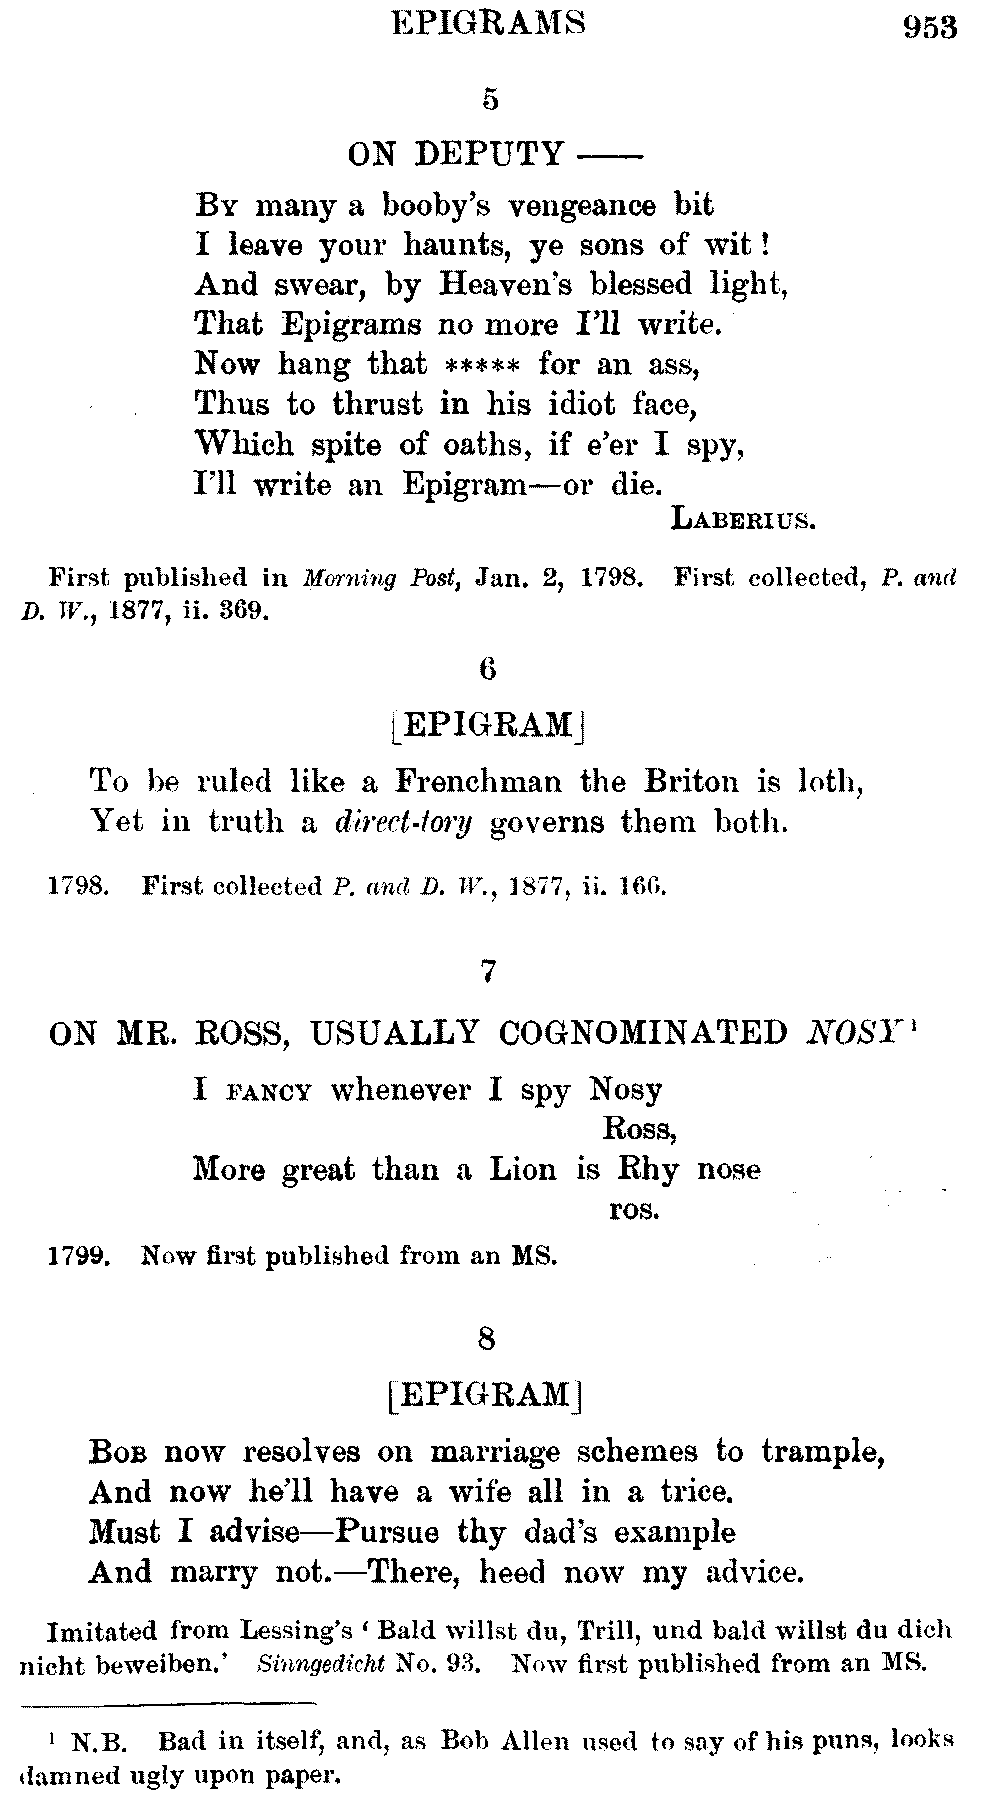 EPIGRAMS 953
5
ON DEPUTY ——
By many a booby's vengeance bit
I leave your haunts, ye sons of wit!
And swear, by Heaven's blessed light,
That Epigrams no more I'll write.
Now hang that ***** for an ass,
Thus to thrust in his idiot face,
Which spite of oaths, if e'er I spy,
I'll write an Epigram—or die.
LABERIUS.
First published in Morning Post, Jan. 2, 1798. First collected, P. and
D. W., 1877, ii. 369.
6
[EPIGRAM]
To be ruled like a Frenchman the Briton is loth,
Yet in truth a direct-tory governs them both.
1798. First collected P. and D. W., 1877, ii. 166.
7
ON MR. ROSS, USUALLY COGNOMINATED NOSY¹
I FANCY whenever I spy Nosy
Ross,
More great than a Lion is Rhy nose
ros.
1799. Now first published from an MS.
8
[EPIGRAM]
BOB now resolves on marriage schemes to trample,
And now he'll have a wife all in a trice.
Must I advise—Pursue thy dad's example
And marry not.—There, heed now my advice.
Imitated from Lessing's ‘Bald willst du, Trill, und bald willst du dich
nicht beweiben.’ Sinngedicht No. 93. Now first published from an MS.
¹ N.B. Bad in itself, and, as Bob Allen used to say of his puns, looks
damned ugly upon paper.